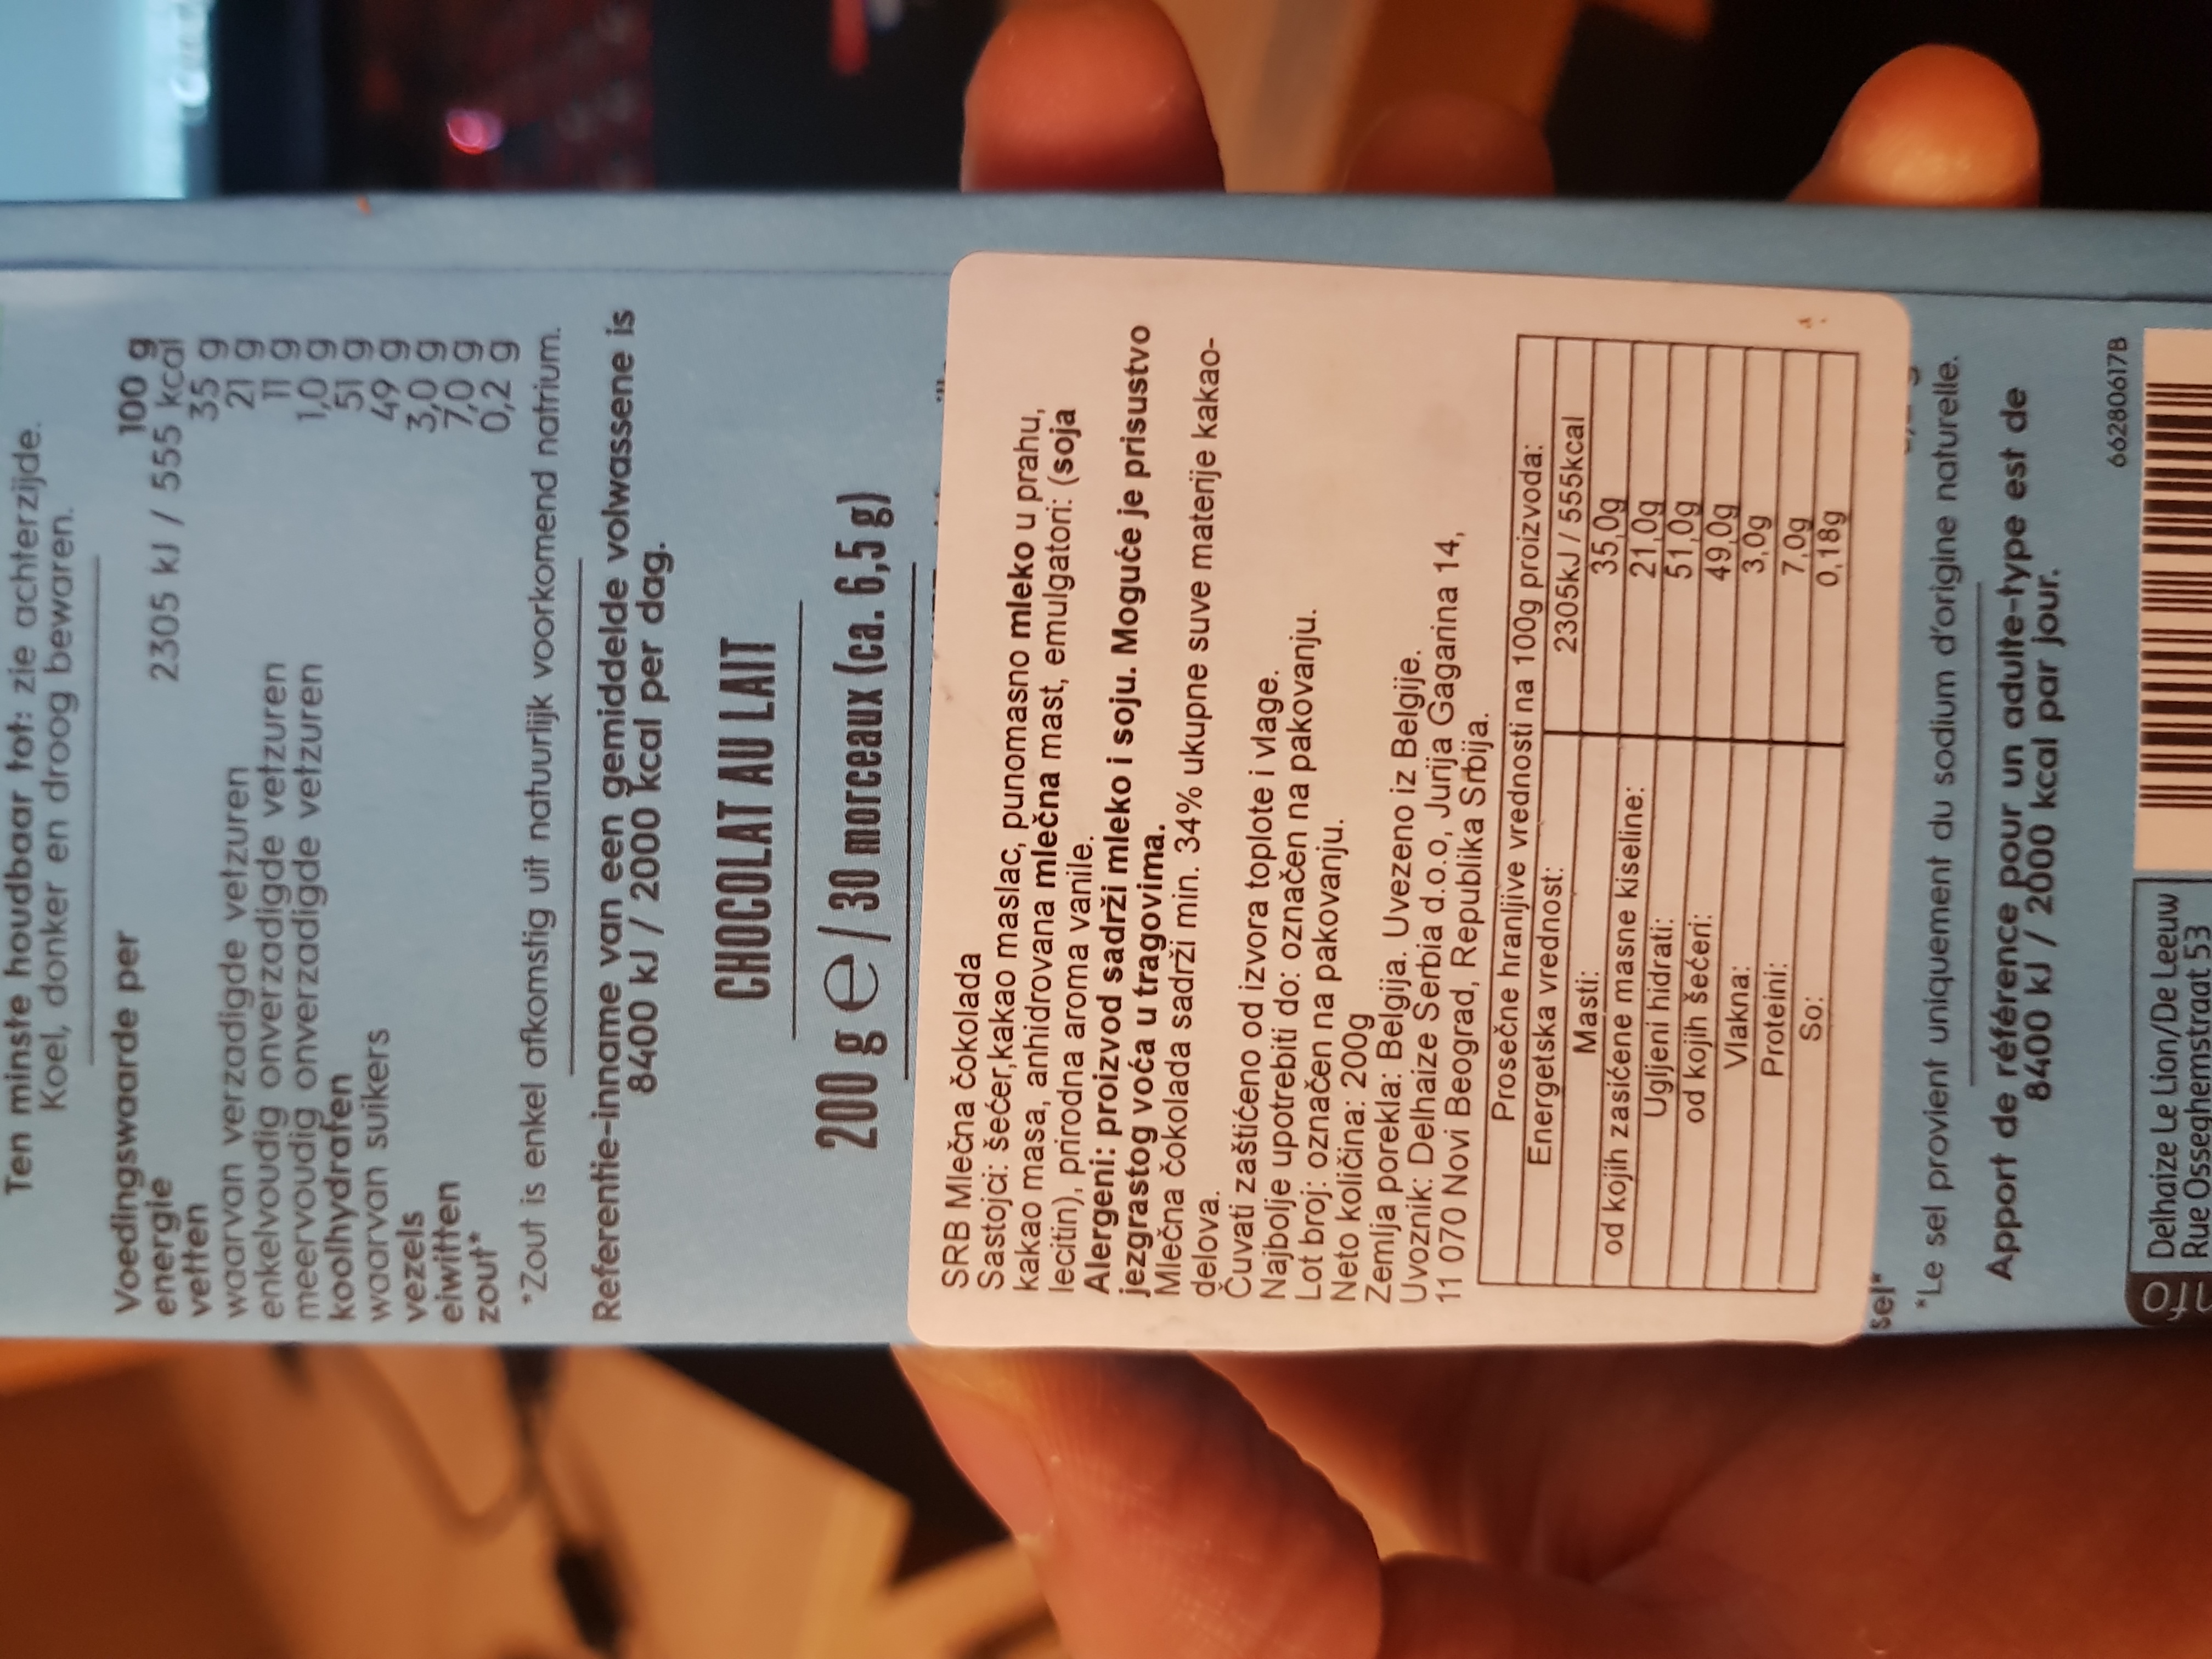 Ten minste houdbaar tot: zie achterzijde.
Koel, donker en droog bewaren.
Voedingswaarde per 100 g
energie 2305 kJ / 555 kcal
vetten 35 g
waarvan verzadigde vetzuren 21 g
enkelvoudig onverzadigde vetzuren 11 g
meervoudig onverzadigde vetzuren 1,0 g
koolhydraten 51 g
waarvan suikers 49 g
vezels 3,0 g
eiwitten 7,0 g
zout* 0,2 g
*Zout is enkel afkomstig uit natuurlijk voorkomend natrium.
Referentie-inname van een gemiddelde volwassene is
8400 kJ / 2000 kcal per dag.
CHOCOLAT AU LAIT
200 g e / 30 morceaux (ca. 6,5 g)
SRB Mlečna čokolada
Sastojci: šećer,kakao maslac, punomasno mleko u prahu,
kakao masa, anhidrovana mlečna mast, emulgatori: (soja
lecitin), prirodna aroma vanile.
Alergeni: proizvod sadrži mleko i soju. Moguće je prisustvo
jezgrastog voća u tragovima.
Mlečna čokolada sadrži min. 34% ukupne suve materije kakao-
delova.
Čuvati zaštićeno od izvora toplote i vlage.
Najbolje upotrebiti do: označen na pakovanju.
Lot broj: označen na pakovanju.
Neto količina: 200g
Zemlja porekla: Belgija. Uvezeno iz Belgije.
Uvoznik: Delhaize Serbia d.o.o, Jurija Gagarina 14,
11 070 Novi Beograd, Republika Srbija.
Prosečne hranljive vrednosti na 100g proizvoda:
Energetska vrednost: 2305kJ / 555kcal
Masti: 35,0g
od kojih zasićene masne kiseline: 21,0g
Ugljeni hidrati: 51,0g
od kojih šećeri: 49,0g
Vlakna: 3,0g
Proteini: 7,0g
So: 0,18g
sel*
*Le sel provient uniquement du sodium d'origine naturelle.
Apport de référence pour un adulte-type est de
8400 kJ / 2000 kcal par jour.
66280617B
Delhaize Le Lion/De Leeuw
Rue Osseghemstraat 53